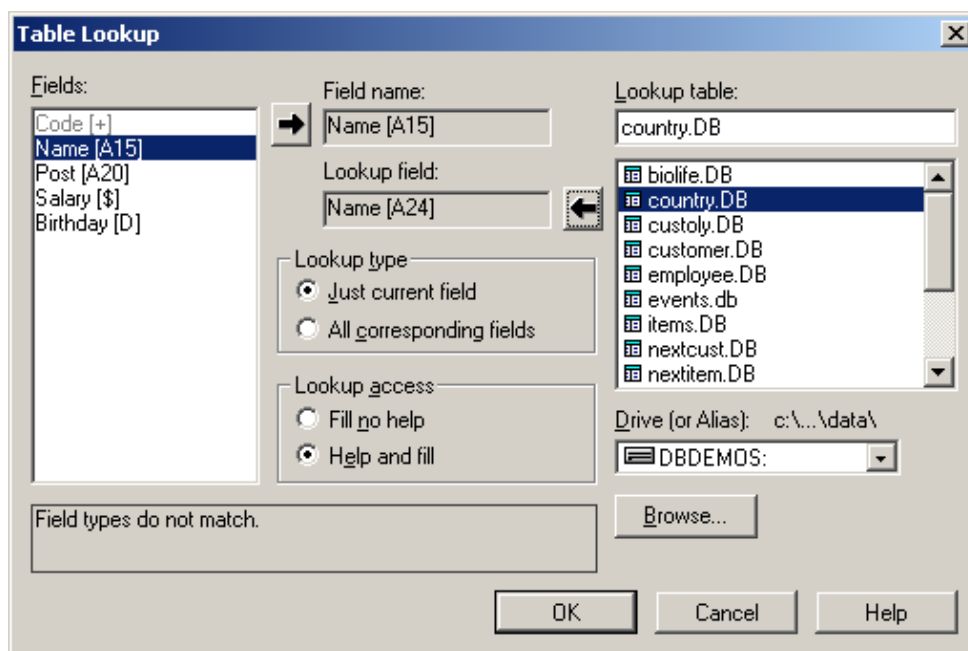 Table Lookup
Fields:
Code [+]
Name [A15]
Post [A20]
Salary [$]
Birthday [D]
Field name:
Name [A15]
Lookup field:
Name [A24]
Lookup type
Just current field
All corresponding fields
Lookup access
Fill no help
Help and fill
Lookup table:
country.DB
biolife.DB
country.DB
custoly.DB
customer.DB
employee.DB
events.db
items.DB
nextcust.DB
nextitem.DB
Drive (or Alias): c:\...\data\
DBDEMOS:
Browse...
Field types do not match.
OK Cancel Help